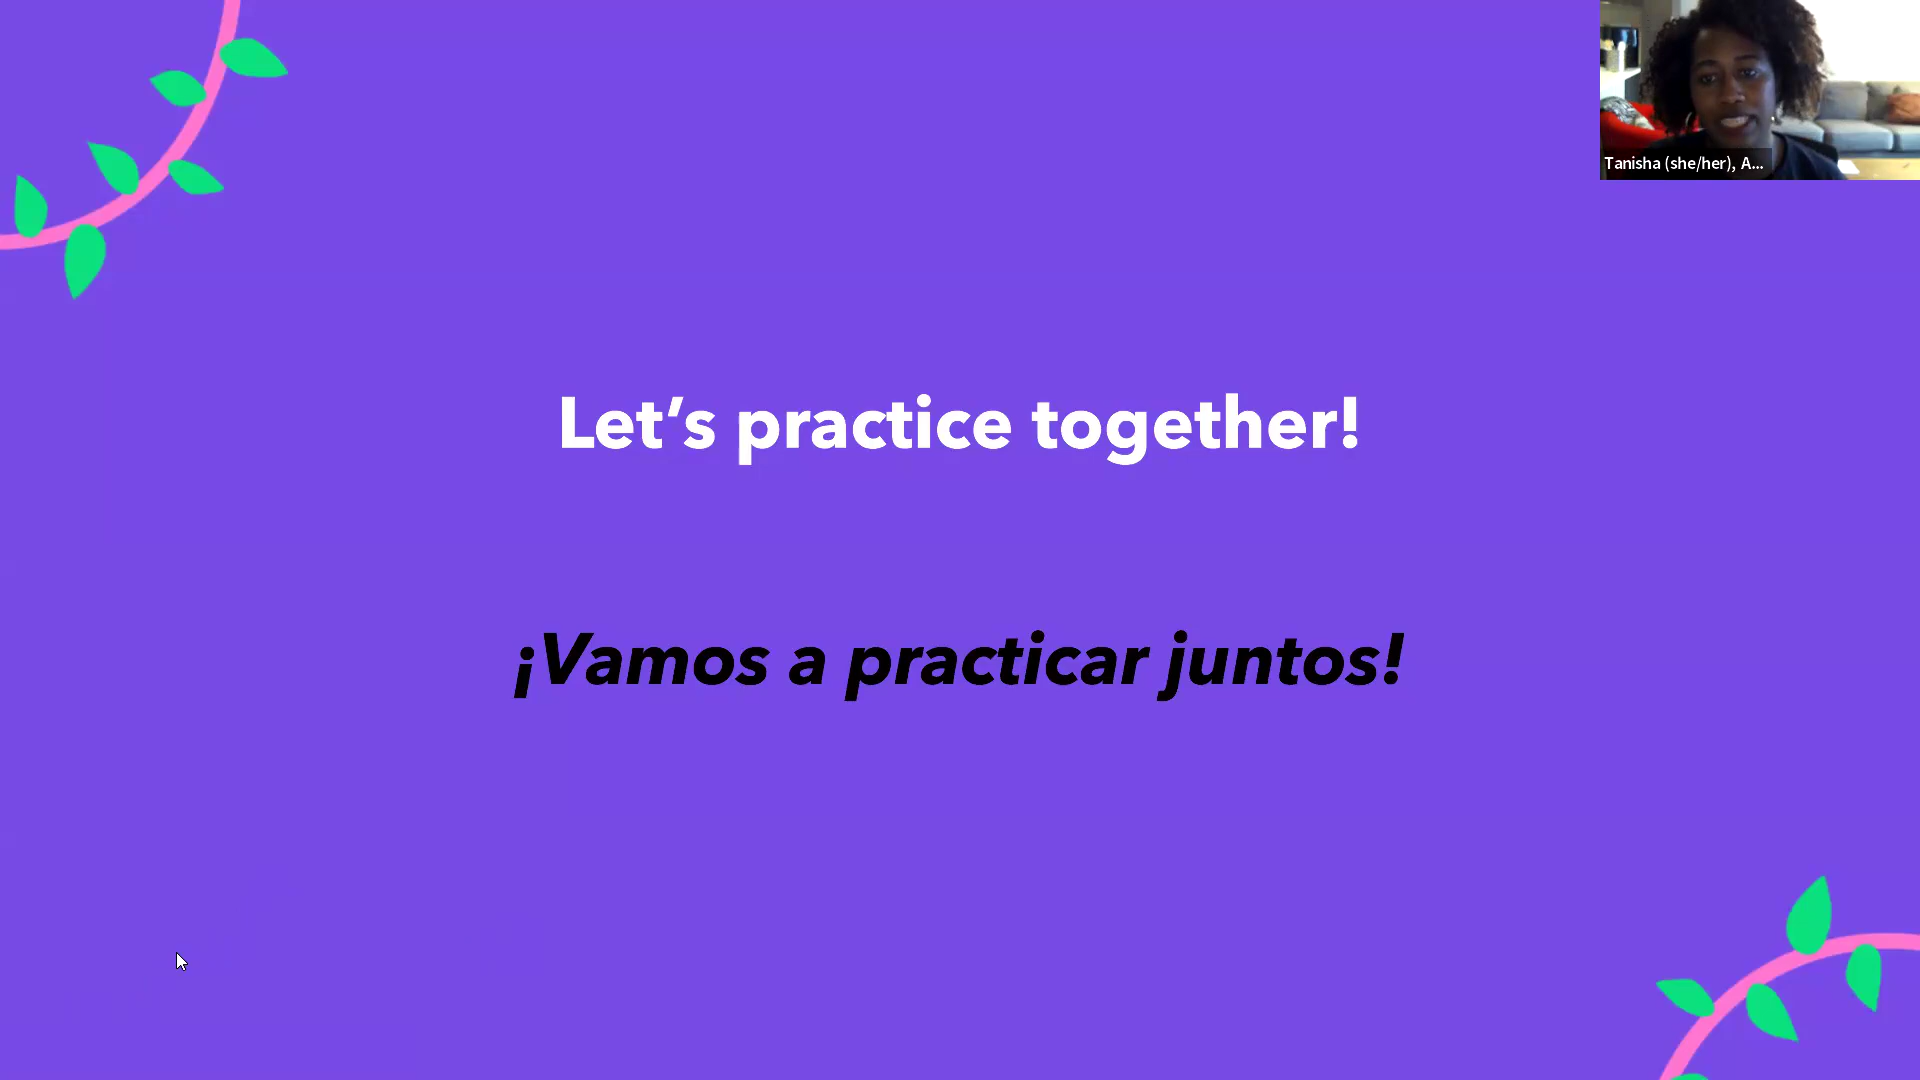 Tanisha (she/her), A...
Let’s practice together!
¡Vamos a practicar juntos!